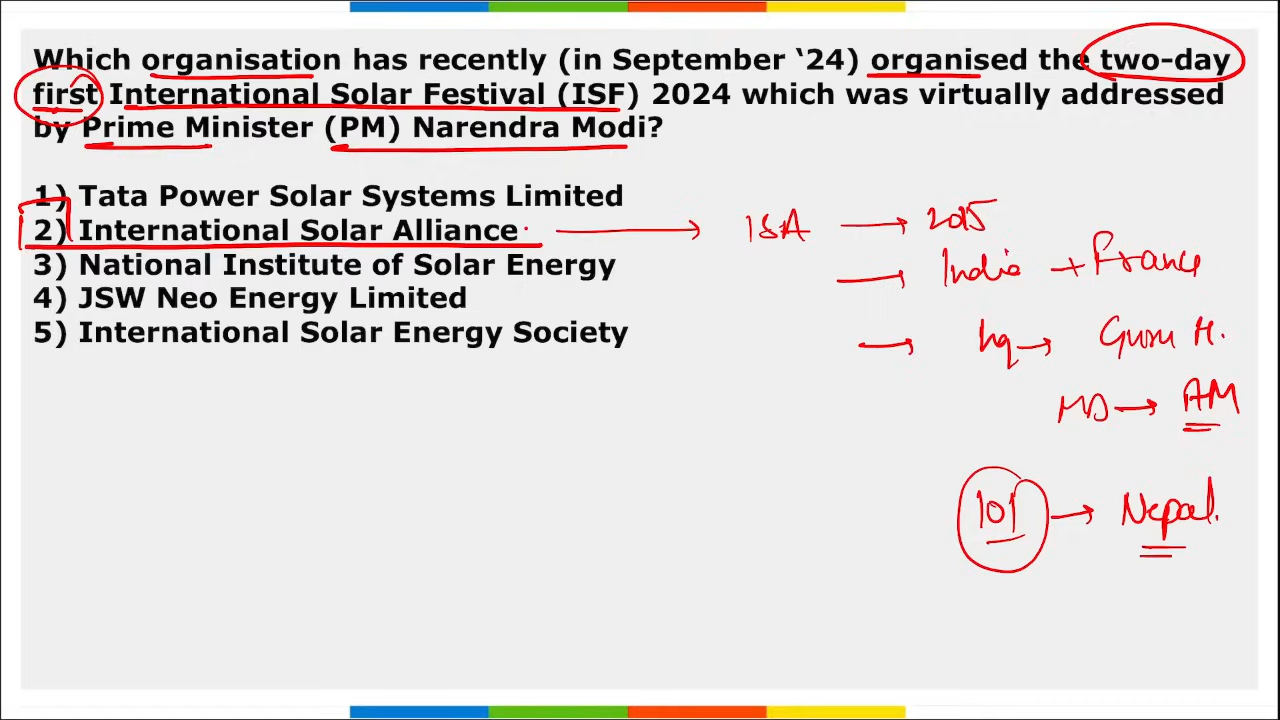 Which organisation has recently (in September ‘24) organised the two-day
first International Solar Festival (ISF) 2024 which was virtually addressed
by Prime Minister (PM) Narendra Modi?
1) Tata Power Solar Systems Limited
2) International Solar Alliance
3) National Institute of Solar Energy
4) JSW Neo Energy Limited
5) International Solar Energy Society
ISA → 2015
→ India + France
→ hq → Guru H.
MD → AM
101 → Nepal.